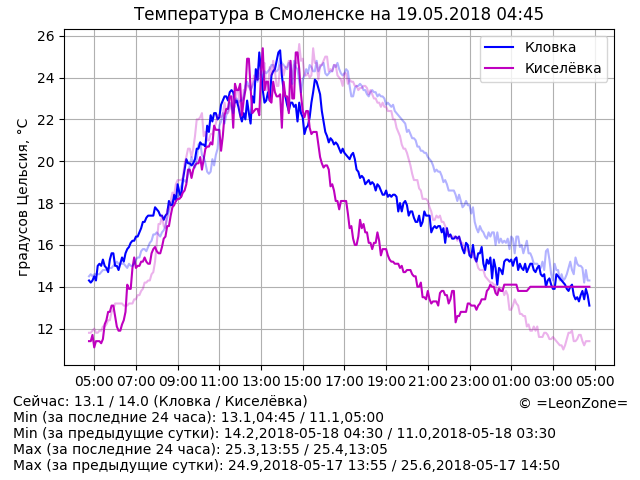 Температура в Смоленске на 19.05.2018 04:45
Кловка
Киселёвка
градусов Цельсия, °C
26
24
22
20
18
16
14
12
05:00 07:00 09:00 11:00 13:00 15:00 17:00 19:00 21:00 23:00 01:00 03:00 05:00
Сейчас: 13.1 / 14.0 (Кловка / Киселёвка)
© =LeonZone=
Min (за последние 24 часа): 13.1,04:45 / 11.1,05:00
Min (за предыдущие сутки): 14.2,2018-05-18 04:30 / 11.0,2018-05-18 03:30
Max (за последние 24 часа): 25.3,13:55 / 25.4,13:05
Max (за предыдущие сутки): 24.9,2018-05-17 13:55 / 25.6,2018-05-17 14:50